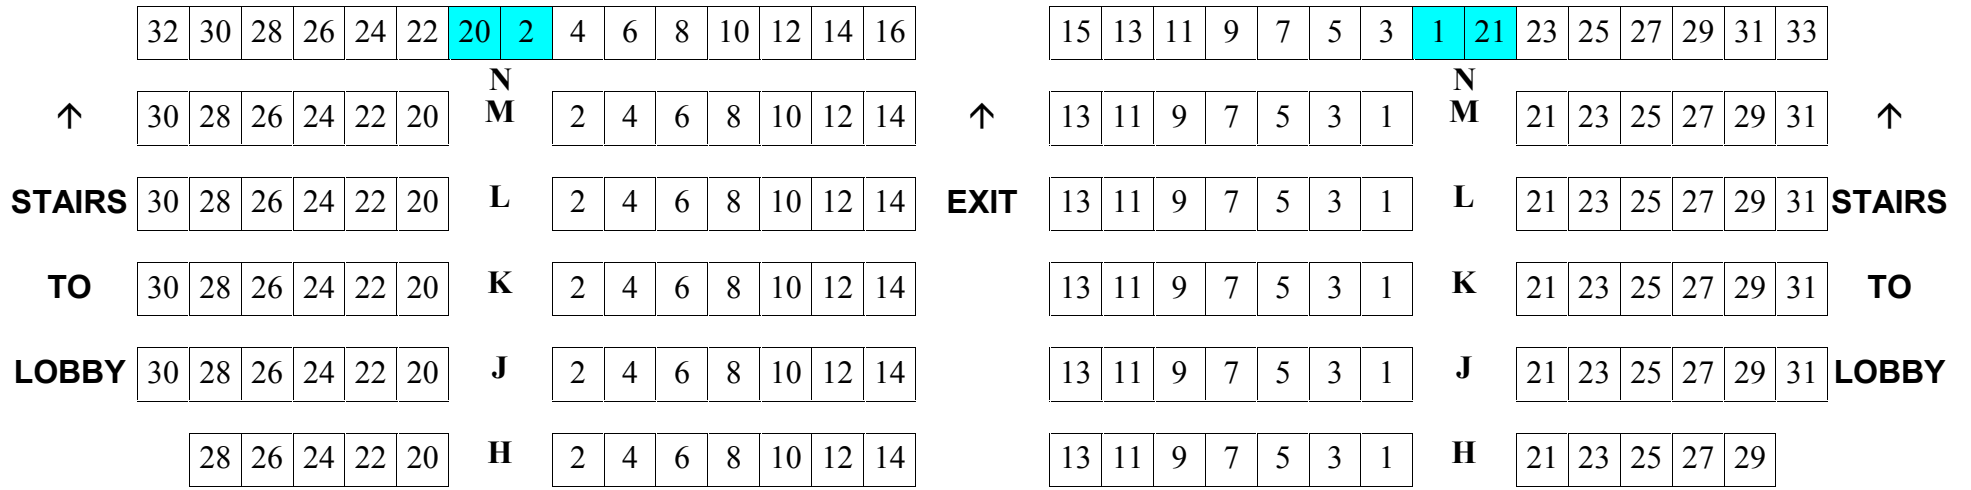 32 30 28 26 24 22 20 2 4 6 8 10 12 14 16 15 13 11 9 7 5 3 1 21 23 25 27 29 31 33
N N
↑ 30 28 26 24 22 20 M 2 4 6 8 10 12 14 ↑ 13 11 9 7 5 3 1 M 21 23 25 27 29 31 ↑
STAIRS 30 28 26 24 22 20 L 2 4 6 8 10 12 14 EXIT 13 11 9 7 5 3 1 L 21 23 25 27 29 31 STAIRS
TO 30 28 26 24 22 20 K 2 4 6 8 10 12 14 13 11 9 7 5 3 1 K 21 23 25 27 29 31 TO
LOBBY 30 28 26 24 22 20 J 2 4 6 8 10 12 14 13 11 9 7 5 3 1 J 21 23 25 27 29 31 LOBBY
28 26 24 22 20 H 2 4 6 8 10 12 14 13 11 9 7 5 3 1 H 21 23 25 27 29